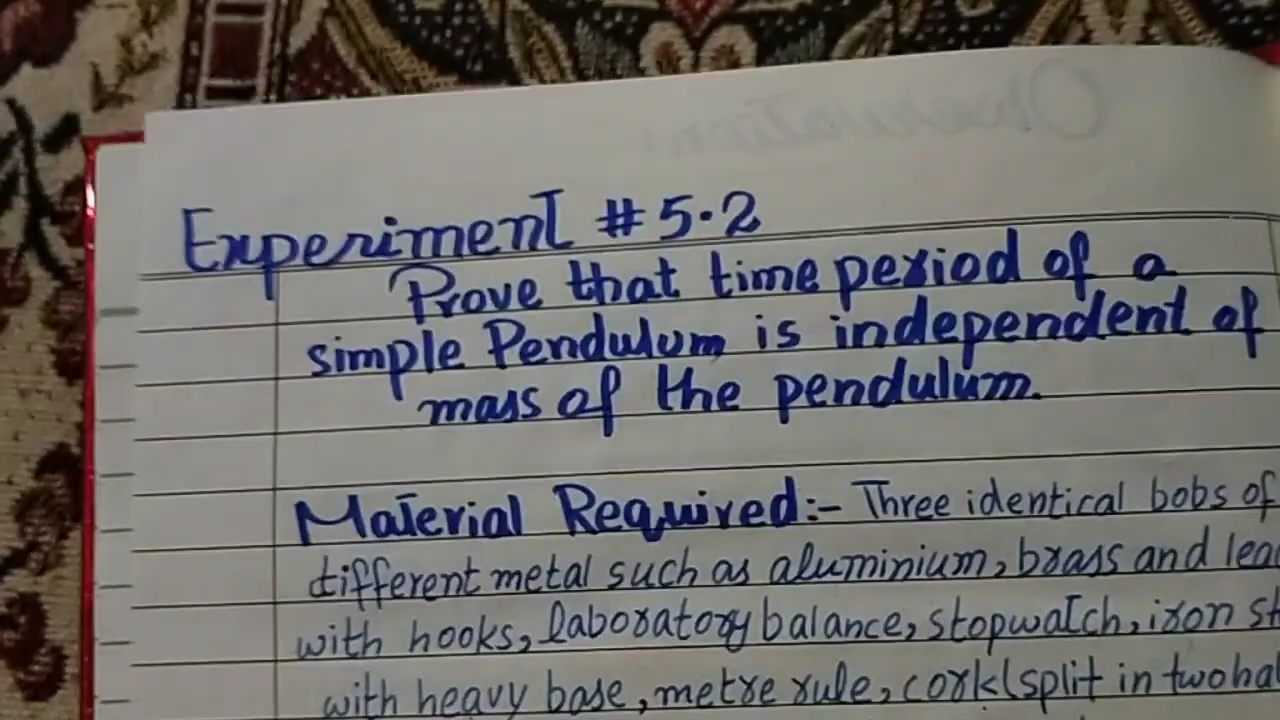 Observation:
Experiment #5.2
Prove that time period of a
simple Pendulum is independent of
mass of the pendulum.
Material Required:- Three identical bobs of
different metal such as aluminium, brass and
with hooks, laboratory balance, stopwatch, iron
with heavy base, metre rule, cork(split in two